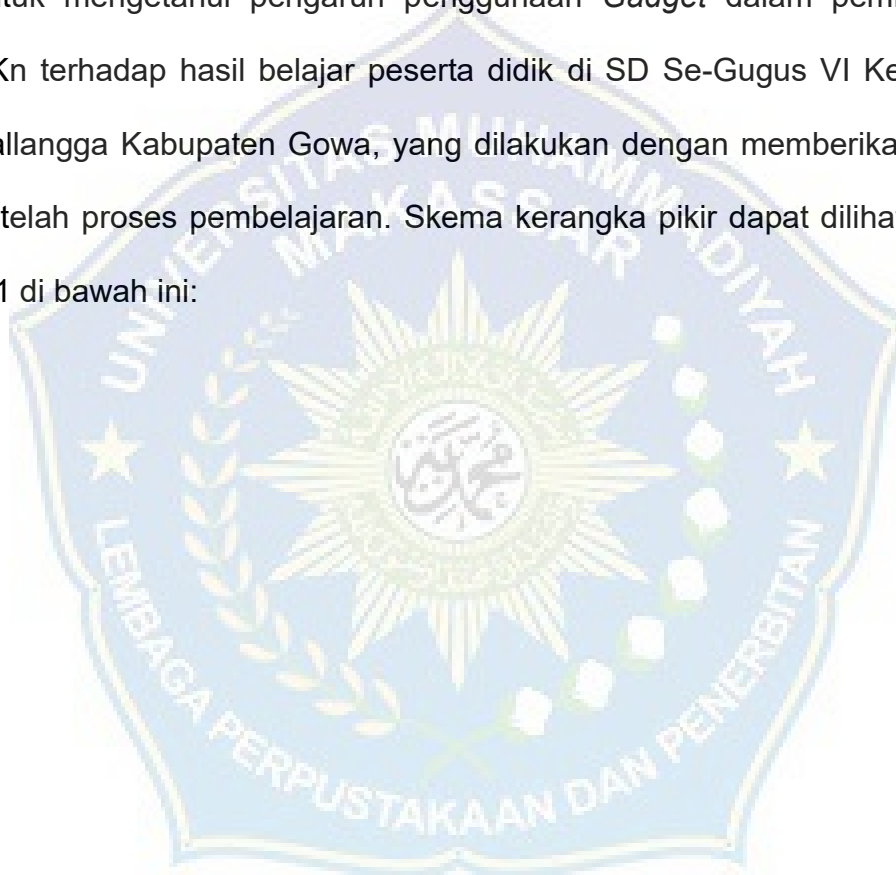 tuk mengetahui pengaruh penggunaan Gadget dalam pem
Kn terhadap hasil belajar peserta didik di SD Se-Gugus VI Ke
allangga Kabupaten Gowa, yang dilakukan dengan memberika
telah proses pembelajaran. Skema kerangka pikir dapat diliha
1 di bawah ini:
UNIVERSITAS MUHAMMADIYAH
MAKASSAR
LEMBAGA PERPUSTAKAAN DAN PENERBITAN